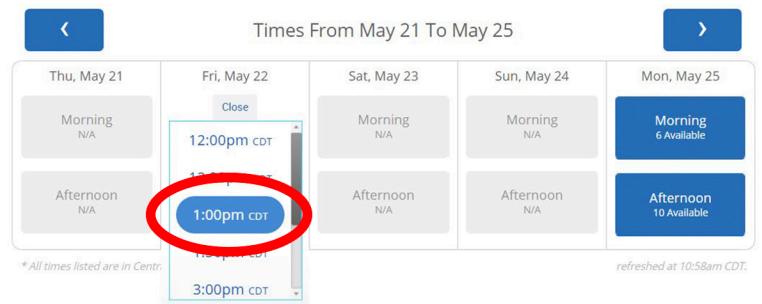 Times From May 21 To May 25
Thu, May 21
Morning
N/A
Afternoon
N/A
Fri, May 22
Close
12:00pm CDT
1:00pm CDT
3:00pm CDT
Sat, May 23
Morning
N/A
Afternoon
N/A
Sun, May 24
Morning
N/A
Afternoon
N/A
Mon, May 25
Morning
6 Available
Afternoon
10 Available
* All times listed are in Centr
refreshed at 10:58am CDT.